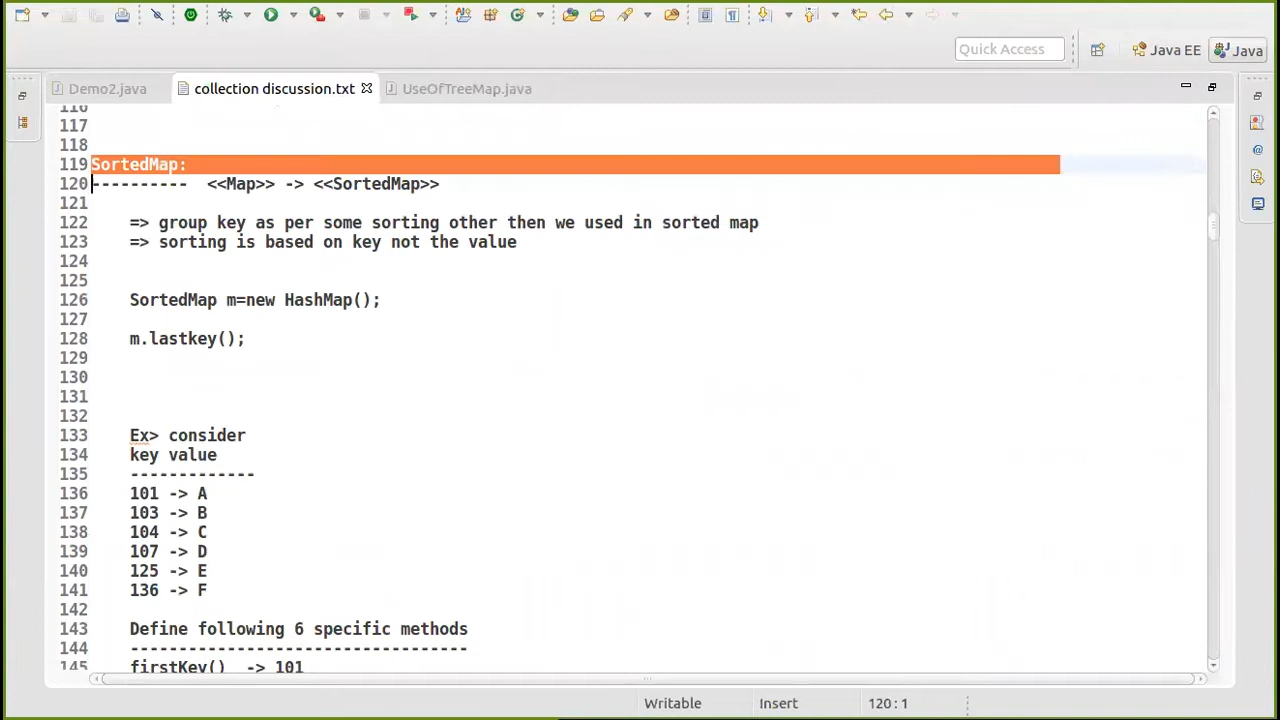 Quick Access
Java EE
Java
Demo2.java
collection discussion.txt
UseOfTreeMap.java
116
117
118
119 SortedMap:
120 ---------- <<Map>> -> <<SortedMap>>
121
122 => group key as per some sorting other then we used in sorted map
123 => sorting is based on key not the value
124
125
126 SortedMap m=new HashMap();
127
128 m.lastkey();
129
130
131
132
133 Ex> consider
134 key value
135 -------------
136 101 -> A
137 103 -> B
138 104 -> C
139 107 -> D
140 125 -> E
141 136 -> F
142
143 Define following 6 specific methods
144 -----------------------------------
145 firstKey() -> 101
Writable
Insert
120 : 1